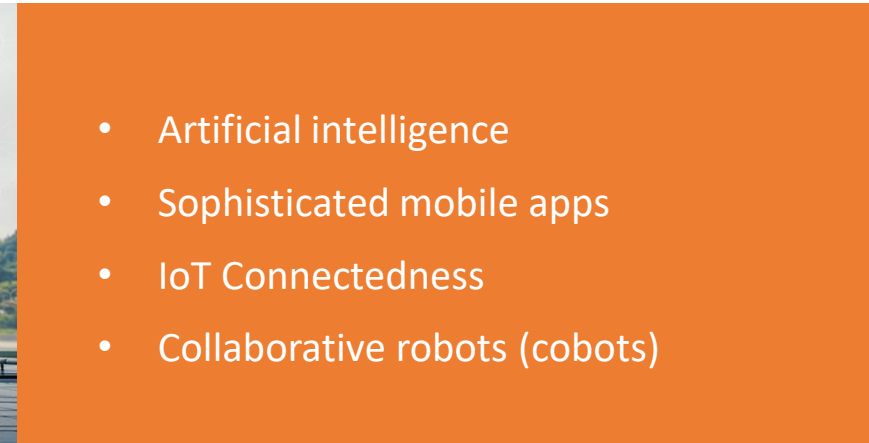 • Artificial intelligence
• Sophisticated mobile apps
• IoT Connectedness
• Collaborative robots (cobots)